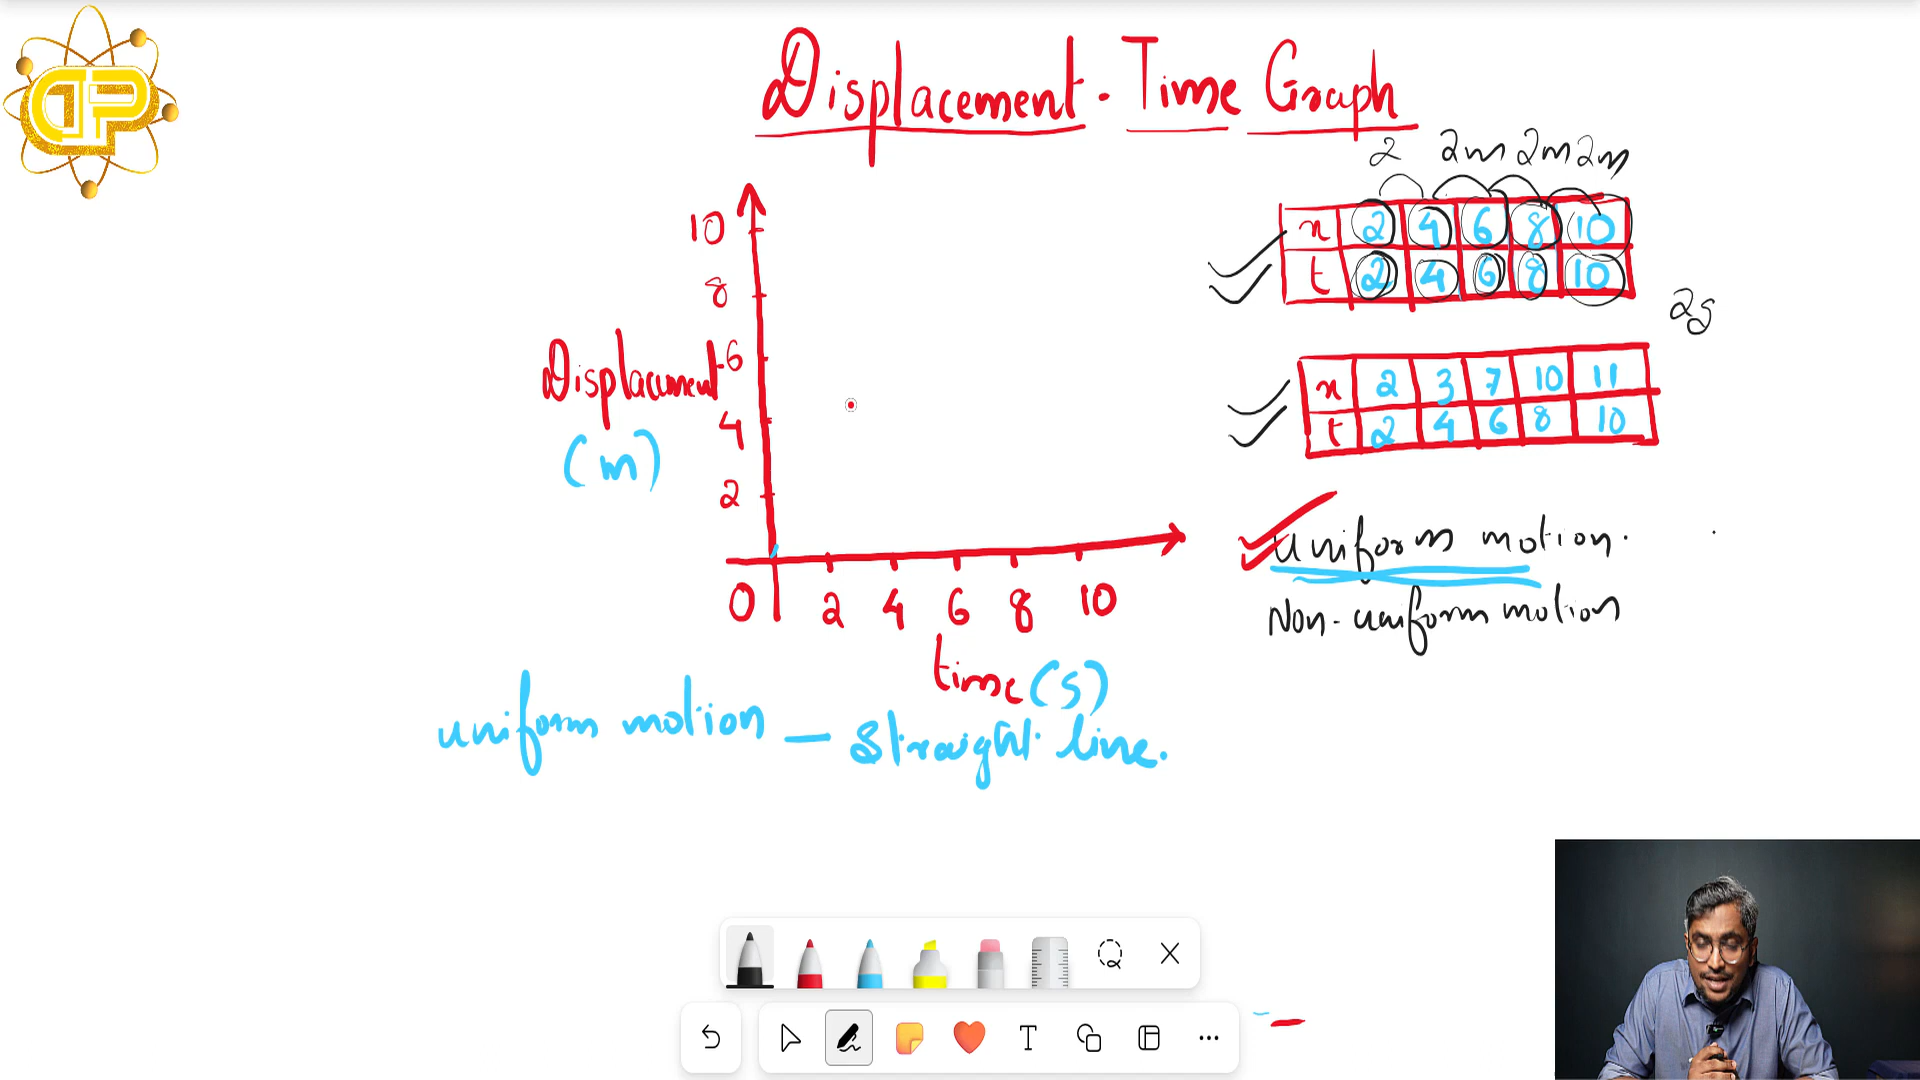 DP
Displacement - Time Graph
2 2m 2m 2m
x 2 4 6 8 10
t 2 4 6 8 10
2s
x 2 3 7 10 11
t 2 4 6 8 10
10
8
6
4
2
Displacement
(m)
0 2 4 6 8 10
time (s)
uniform motion.
Non-uniform motion
uniform motion — straight line.
T